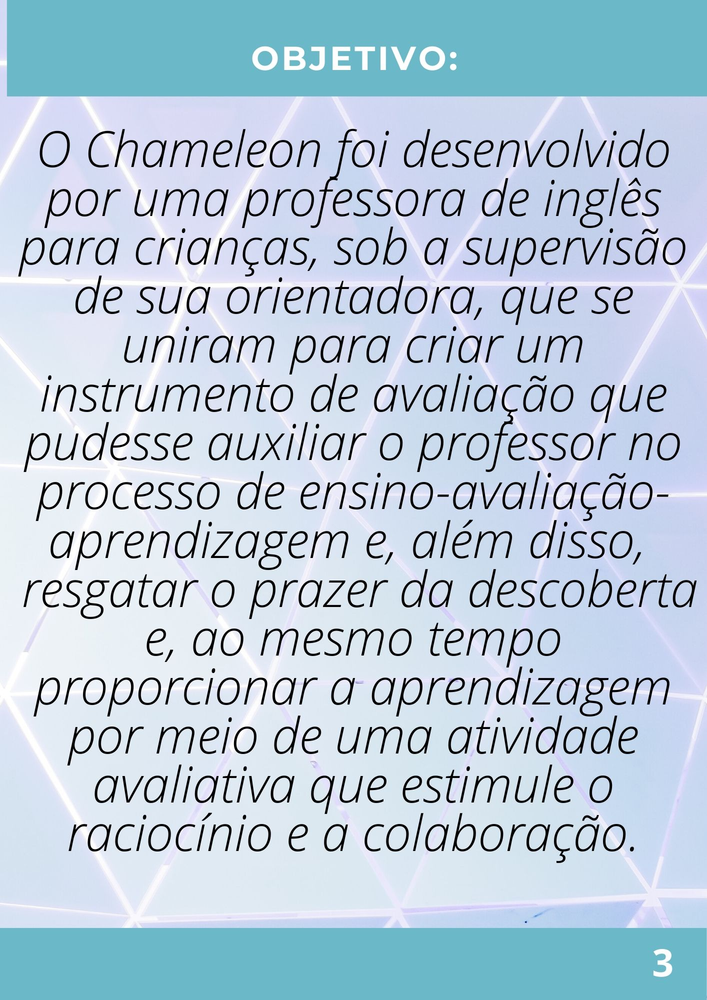 OBJETIVO:
O Chameleon foi desenvolvido
por uma professora de inglês
para crianças, sob a supervisão
de sua orientadora, que se
uniram para criar um
instrumento de avaliação que
pudesse auxiliar o professor no
processo de ensino-avaliação-
aprendizagem e, além disso,
resgatar o prazer da descoberta
e, ao mesmo tempo
proporcionar a aprendizagem
por meio de uma atividade
avaliativa que estimule o
raciocínio e a colaboração.
3